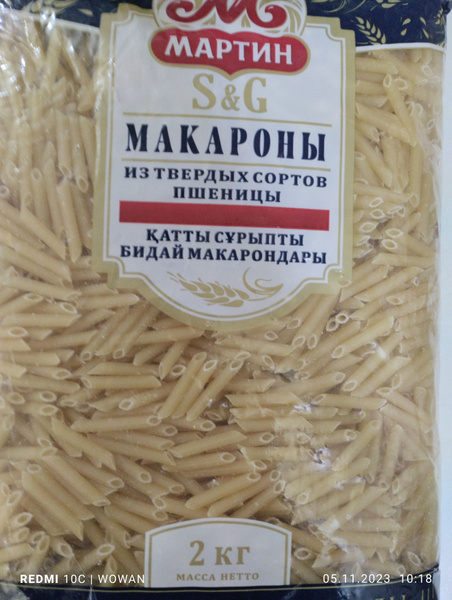 М
МАРТИН
S&G
МАКАРОНЫ
ИЗ ТВЕРДЫХ СОРТОВ
ПШЕНИЦЫ
ҚАТТЫ СҰРЫПТЫ
БИДАЙ МАКАРОНДАРЫ
2 кг
МАССА НЕТТО
REDMI 10C | WOWAN
05.11.2023 10:18